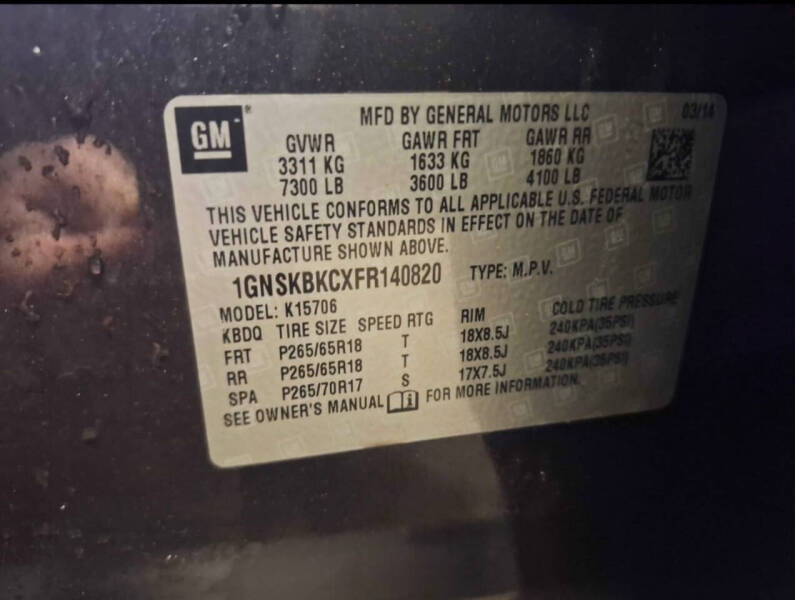 GM
MFD BY GENERAL MOTORS LLC 03/14
GVWR GAWR FRT GAWR RR
3311 KG 1633 KG 1860 KG
7300 LB 3600 LB 4100 LB
THIS VEHICLE CONFORMS TO ALL APPLICABLE U.S. FEDERAL MOTOR
VEHICLE SAFETY STANDARDS IN EFFECT ON THE DATE OF
MANUFACTURE SHOWN ABOVE.
1GNSKBKCXFR140820 TYPE: M.P.V.
MODEL: K15706
KBDQ TIRE SIZE SPEED RTG RIM COLD TIRE PRESSURE
FRT P265/65R18 T 18X8.5J 240KPA(35PSI)
RR P265/65R18 T 18X8.5J 240KPA(35PSI)
SPA P265/70R17 S 17X7.5J 240KPA(35PSI)
SEE OWNER'S MANUAL FOR MORE INFORMATION.